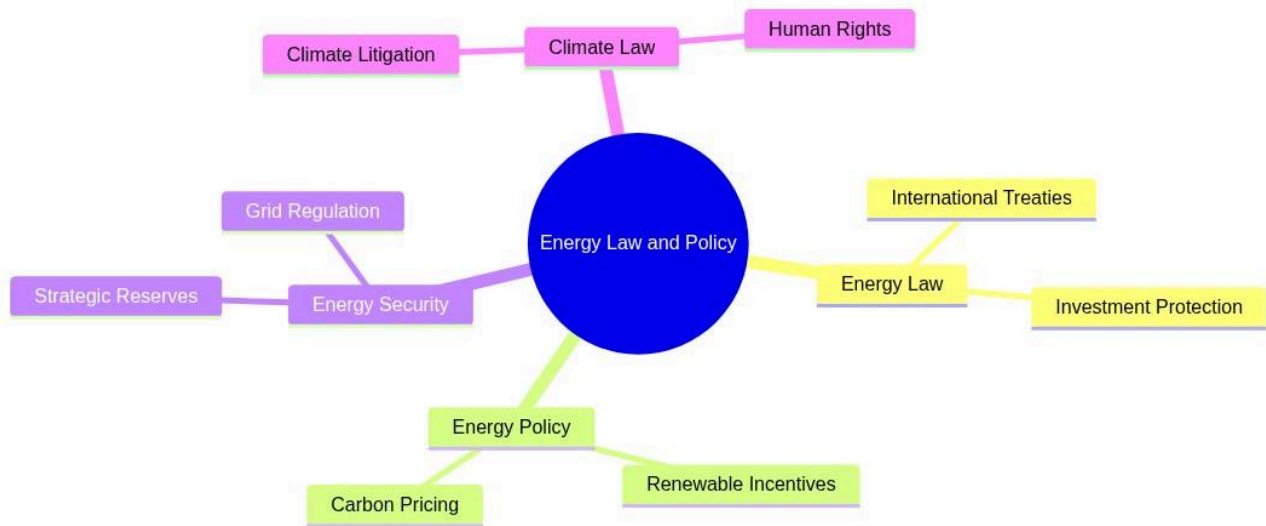 Human Rights
Climate Law
Climate Litigation
International Treaties
Grid Regulation
Energy Law and Policy
Energy Law
Strategic Reserves
Energy Security
Investment Protection
Energy Policy
Renewable Incentives
Carbon Pricing